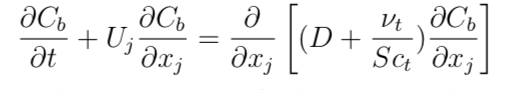 ∂C_b/∂t + U_j ∂C_b/∂x_j = ∂/∂x_j [(D + ν_t/Sc_t) ∂C_b/∂x_j]